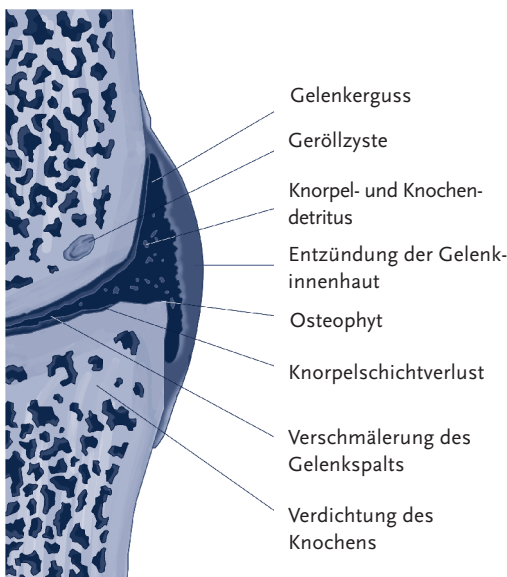 Gelenkerguss
Geröllzyste
Knorpel- und Knochen-
detritus
Entzündung der Gelenk-
innenhaut
Osteophyt
Knorpelschichtverlust
Verschmälerung des
Gelenkspalts
Verdichtung des
Knochens